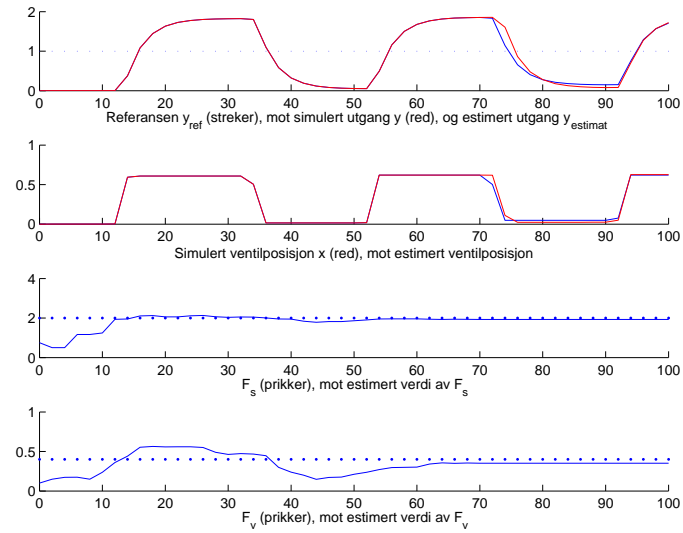 2
1
0
0 10 20 30 40 50 60 70 80 90 100
Referansen y_ref (streker), mot simulert utgang y (red), og estimert utgang y_estimat
1
0.5
0
0 10 20 30 40 50 60 70 80 90 100
Simulert ventilposisjon x (red), mot estimert ventilposisjon
4
2
0
0 10 20 30 40 50 60 70 80 90 100
F_s (prikker), mot estimert verdi av F_s
1
0.5
0
0 10 20 30 40 50 60 70 80 90 100
F_v (prikker), mot estimert verdi av F_v